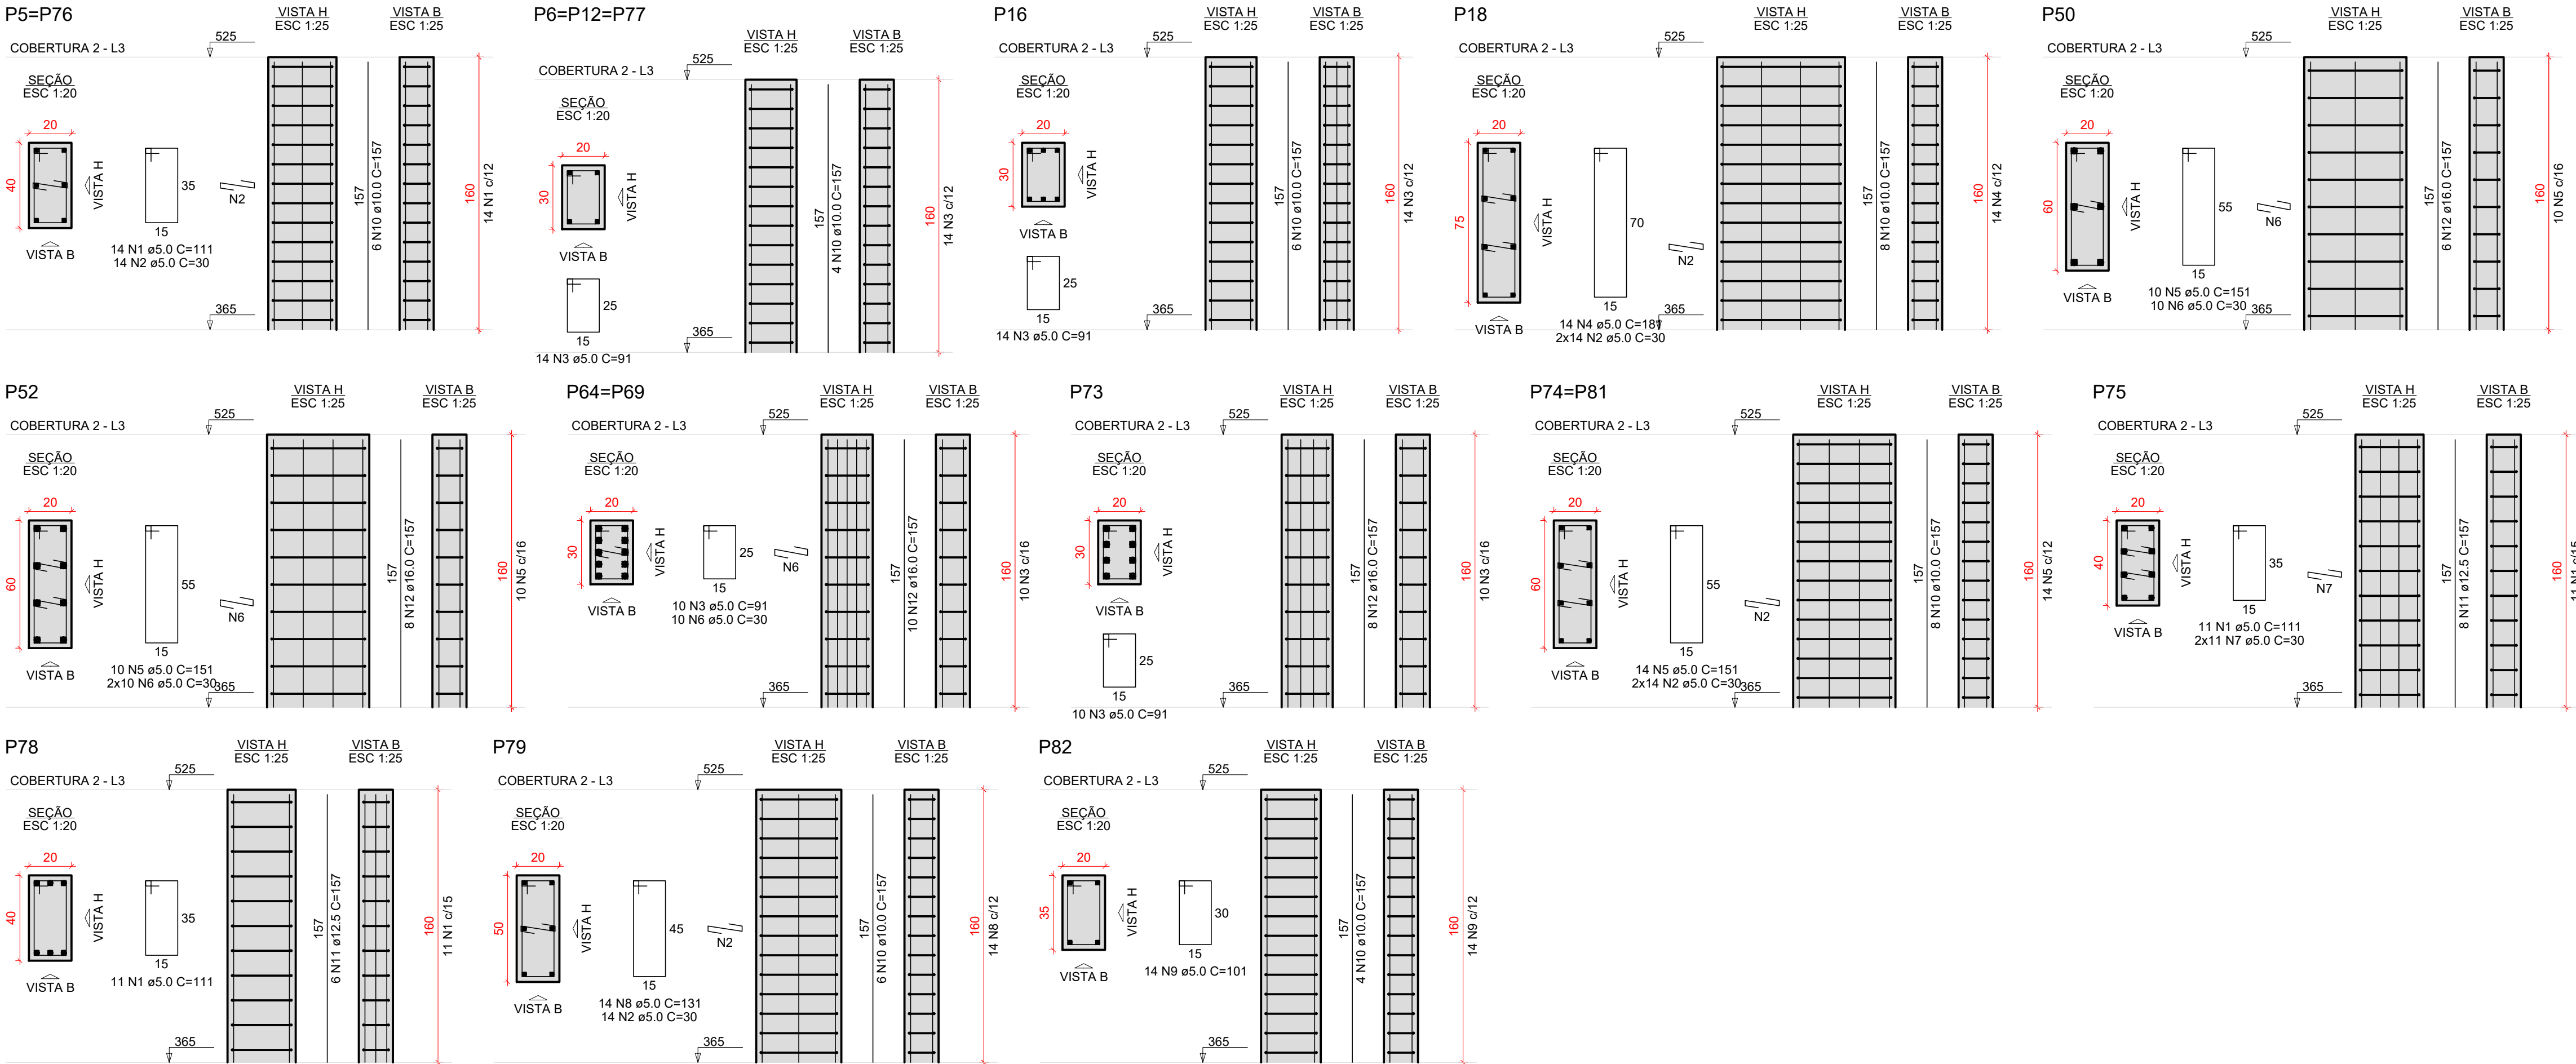 P5=P76
VISTA H
ESC 1:25
VISTA B
ESC 1:25
COBERTURA 2 - L3
525
SEÇÃO
ESC 1:20
20
40
VISTA H
VISTA B
35
15
N2
14 N1 ø5.0 C=111
14 N2 ø5.0 C=30
365
157
6 N10 ø10.0 C=157
160
14 N1 c/12
P6=P12=P77
VISTA H
ESC 1:25
VISTA B
ESC 1:25
COBERTURA 2 - L3
525
SEÇÃO
ESC 1:20
20
30
VISTA H
VISTA B
25
15
14 N3 ø5.0 C=91
365
157
4 N10 ø10.0 C=157
160
14 N3 c/12
P16
VISTA H
ESC 1:25
VISTA B
ESC 1:25
COBERTURA 2 - L3
525
SEÇÃO
ESC 1:20
20
30
VISTA H
VISTA B
25
15
14 N3 ø5.0 C=91
365
157
6 N10 ø10.0 C=157
160
14 N3 c/12
P18
VISTA H
ESC 1:25
VISTA B
ESC 1:25
COBERTURA 2 - L3
525
SEÇÃO
ESC 1:20
20
75
VISTA H
VISTA B
70
15
N2
14 N4 ø5.0 C=181
2x14 N2 ø5.0 C=30
365
157
8 N10 ø10.0 C=157
160
14 N4 c/12
P50
VISTA H
ESC 1:25
VISTA B
ESC 1:25
COBERTURA 2 - L3
525
SEÇÃO
ESC 1:20
20
60
VISTA H
VISTA B
55
15
N6
10 N5 ø5.0 C=151
10 N6 ø5.0 C=30
365
157
6 N12 ø16.0 C=157
160
10 N5 c/16
P52
VISTA H
ESC 1:25
VISTA B
ESC 1:25
COBERTURA 2 - L3
525
SEÇÃO
ESC 1:20
20
60
VISTA H
VISTA B
55
15
N6
10 N5 ø5.0 C=151
2x10 N6 ø5.0 C=30
365
157
8 N12 ø16.0 C=157
160
10 N5 c/16
P64=P69
VISTA H
ESC 1:25
VISTA B
ESC 1:25
COBERTURA 2 - L3
525
SEÇÃO
ESC 1:20
20
30
VISTA H
VISTA B
25
15
N6
10 N3 ø5.0 C=91
10 N6 ø5.0 C=30
365
157
10 N12 ø16.0 C=157
160
10 N3 c/16
P73
VISTA H
ESC 1:25
VISTA B
ESC 1:25
COBERTURA 2 - L3
525
SEÇÃO
ESC 1:20
20
30
VISTA H
VISTA B
25
15
10 N3 ø5.0 C=91
365
157
8 N12 ø16.0 C=157
160
10 N3 c/16
P74=P81
VISTA H
ESC 1:25
VISTA B
ESC 1:25
COBERTURA 2 - L3
525
SEÇÃO
ESC 1:20
20
60
VISTA H
VISTA B
55
15
N2
14 N5 ø5.0 C=151
2x14 N2 ø5.0 C=30
365
157
8 N10 ø10.0 C=157
160
14 N5 c/12
P75
VISTA H
ESC 1:25
VISTA B
ESC 1:25
COBERTURA 2 - L3
525
SEÇÃO
ESC 1:20
20
40
VISTA H
VISTA B
35
15
N7
11 N1 ø5.0 C=111
2x11 N7 ø5.0 C=30
365
157
8 N11 ø12.5 C=157
160
11 N1 c/15
P78
VISTA H
ESC 1:25
VISTA B
ESC 1:25
COBERTURA 2 - L3
525
SEÇÃO
ESC 1:20
20
40
VISTA H
VISTA B
35
15
11 N1 ø5.0 C=111
365
157
6 N11 ø12.5 C=157
160
11 N1 c/15
P79
VISTA H
ESC 1:25
VISTA B
ESC 1:25
COBERTURA 2 - L3
525
SEÇÃO
ESC 1:20
20
50
VISTA H
VISTA B
45
15
N2
14 N8 ø5.0 C=131
14 N2 ø5.0 C=30
365
157
6 N10 ø10.0 C=157
160
14 N8 c/12
P82
VISTA H
ESC 1:25
VISTA B
ESC 1:25
COBERTURA 2 - L3
525
SEÇÃO
ESC 1:20
20
35
VISTA H
VISTA B
30
15
14 N9 ø5.0 C=101
365
157
4 N10 ø10.0 C=157
160
14 N9 c/12